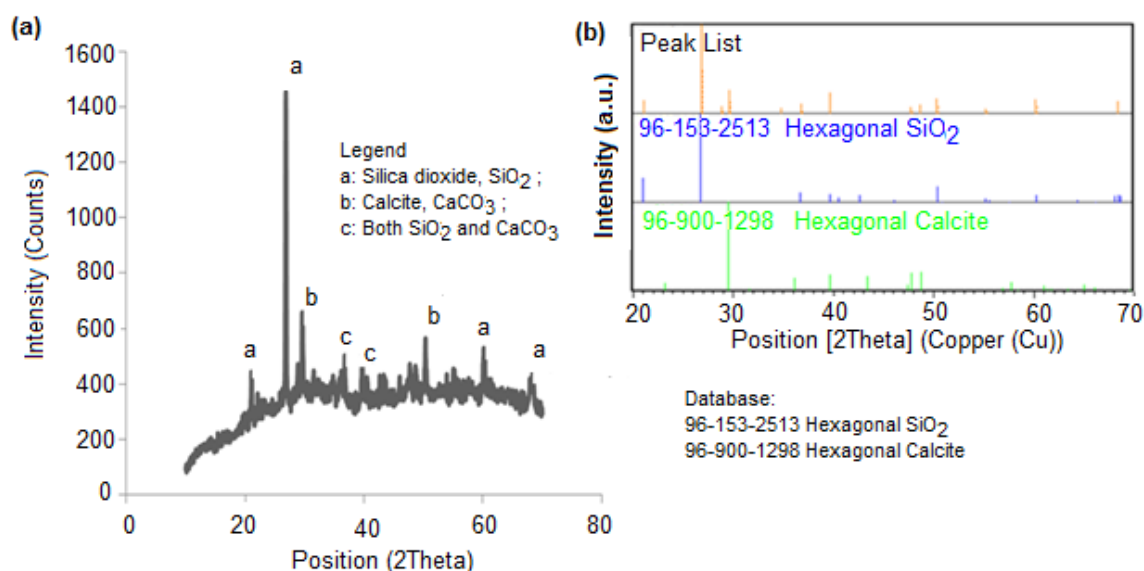 (a)
1600
1400
1200
1000
800
600
400
200
0
Intensity (Counts)
0 20 40 60 80
Position (2Theta)
a
a
b
c
c
b
a
a
Legend
a: Silica dioxide, SiO2 ;
b: Calcite, CaCO3 ;
c: Both SiO2 and CaCO3
(b)
Intensity (a.u.)
Peak List
96-153-2513 Hexagonal SiO2
96-900-1298 Hexagonal Calcite
20 30 40 50 60 70
Position [2Theta] (Copper (Cu))
Database:
96-153-2513 Hexagonal SiO2
96-900-1298 Hexagonal Calcite